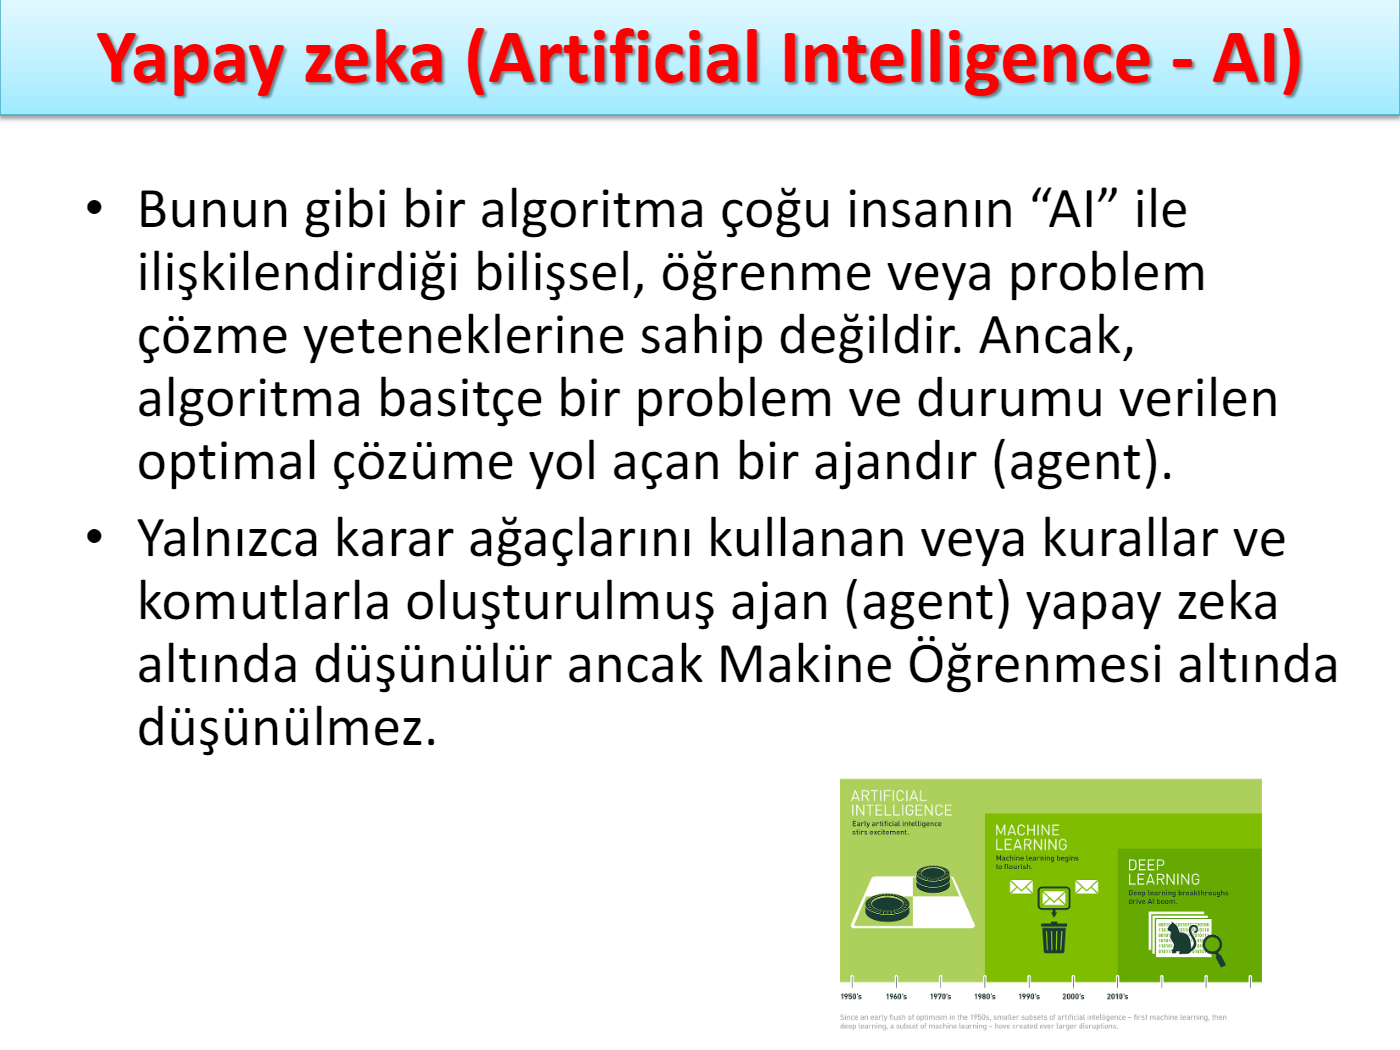 Yapay zeka (Artificial Intelligence - AI)
• Bunun gibi bir algoritma çoğu insanın “AI” ile
ilişkilendirdiği bilişsel, öğrenme veya problem
çözme yeteneklerine sahip değildir. Ancak,
algoritma basitçe bir problem ve durumu verilen
optimal çözüme yol açan bir ajandır (agent).
• Yalnızca karar ağaçlarını kullanan veya kurallar ve
komutlarla oluşturulmuş ajan (agent) yapay zeka
altında düşünülür ancak Makine Öğrenmesi altında
düşünülmez.
ARTIFICIAL
INTELLIGENCE
Early artificial intelligence
stirs excitement.
MACHINE
LEARNING
Machine learning begins
to flourish.
DEEP
LEARNING
Deep learning breakthroughs
drive AI boom.
1950's 1960's 1970's 1980's 1990's 2000's 2010's
Since an early flush of optimism in the 1950s, smaller subsets of artificial intelligence – first machine learning, then
deep learning, a subset of machine learning – have created ever larger disruptions.